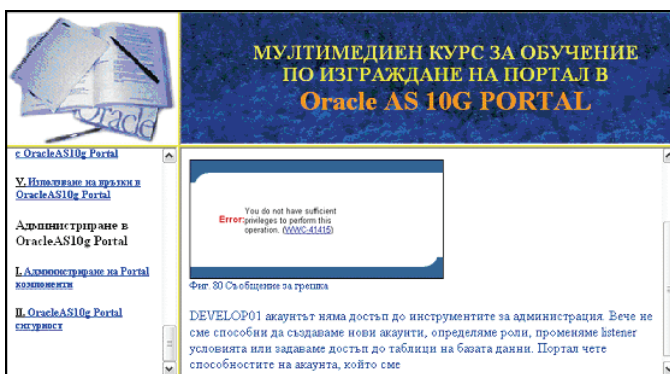 МУЛТИМЕДИЕН КУРС ЗА ОБУЧЕНИЕ
ПО ИЗГРАЖДАНЕ НА ПОРТАЛ В
Oracle AS 10G PORTAL
Oracle
с OracleAS10g Portal
V. Използване на връзки в
OracleAS10g Portal
Администриране в
OracleAS10g Portal
I. Администриране на Portal
компоненти
II. OracleAS10g Portal
сигурност
You do not have sufficient
Error: privileges to perform this
operation. (WWC-41415)
Фиг. 80 Съобщение за грешка
DEVELOP01 акаунтът няма достъп до инструментите за администрация. Вече не
сме способни да създаваме нови акаунти, определяме роли, променяме listener
условията или задаваме достъп до таблици на базата данни. Портал чете
способностите на акаунта, който сме